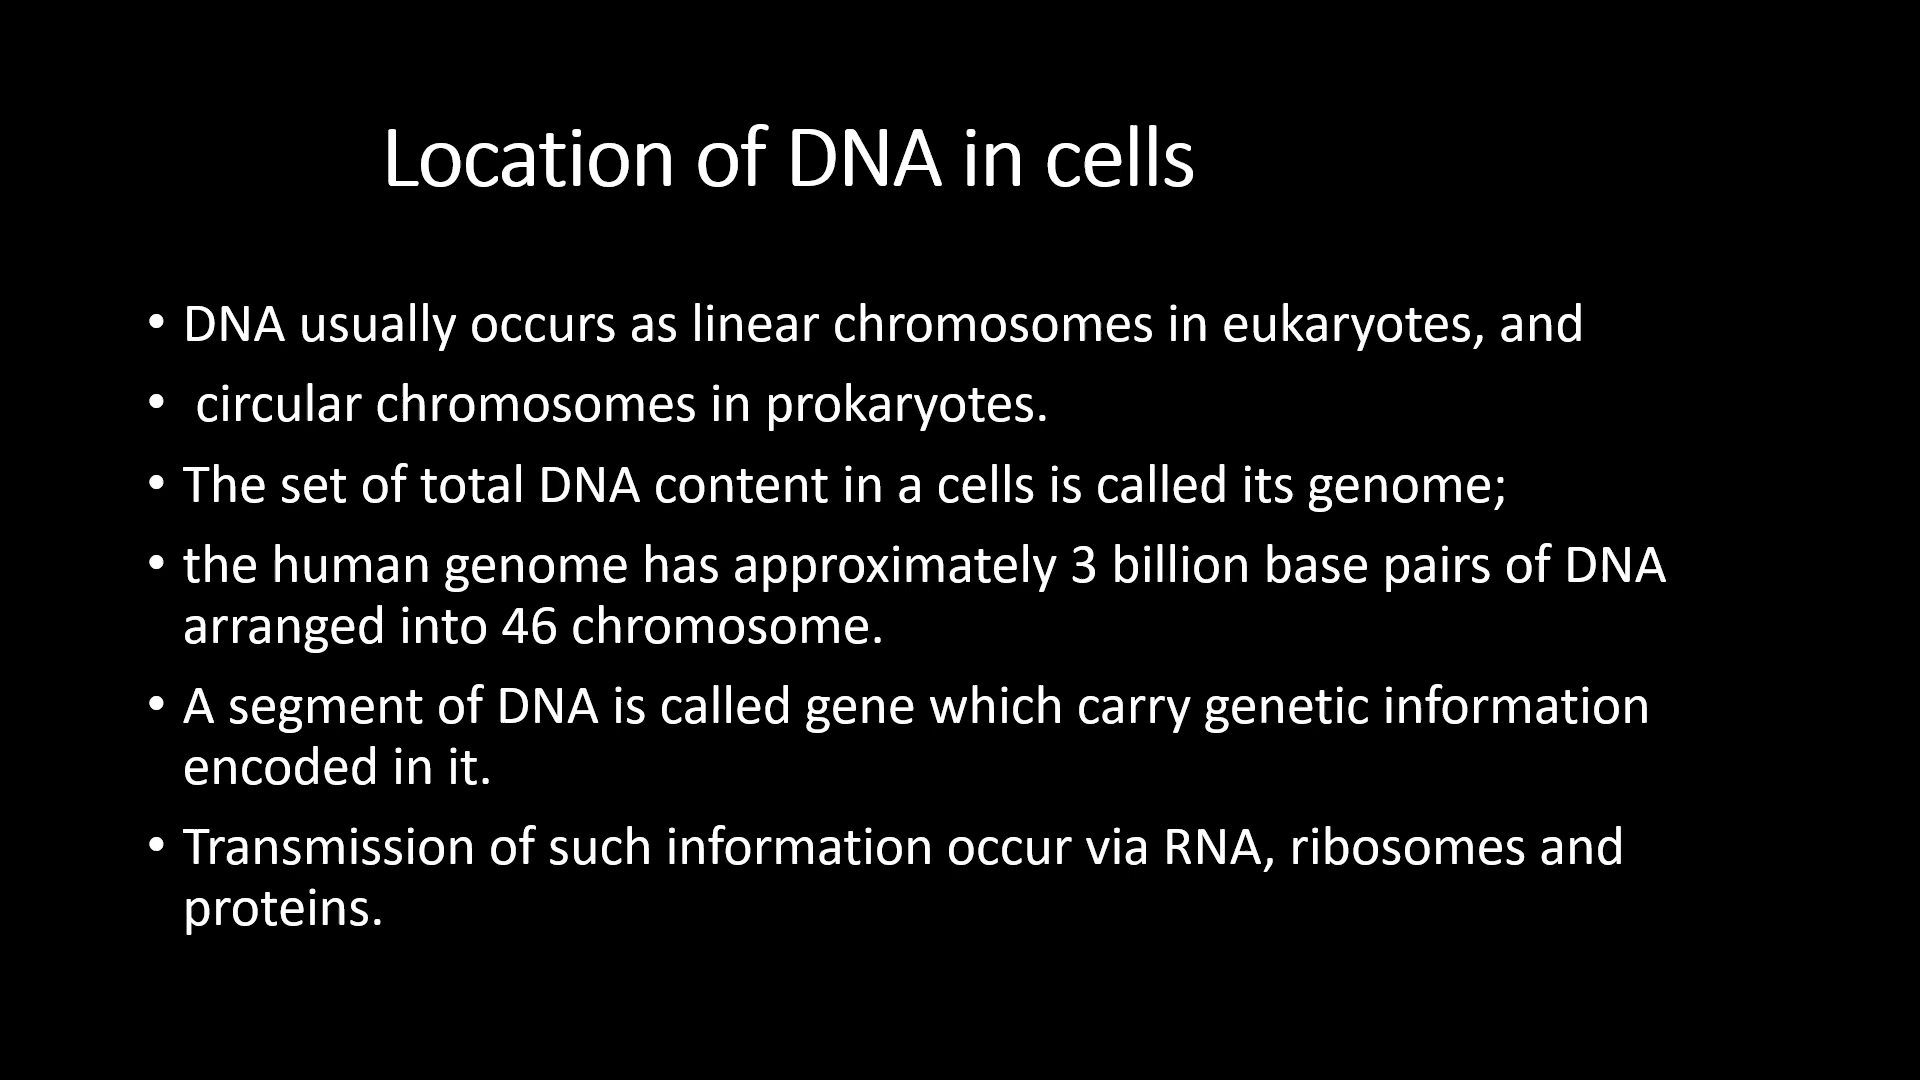 Location of DNA in cells
• DNA usually occurs as linear chromosomes in eukaryotes, and
• circular chromosomes in prokaryotes.
• The set of total DNA content in a cells is called its genome;
• the human genome has approximately 3 billion base pairs of DNA
arranged into 46 chromosome.
• A segment of DNA is called gene which carry genetic information
encoded in it.
• Transmission of such information occur via RNA, ribosomes and
proteins.